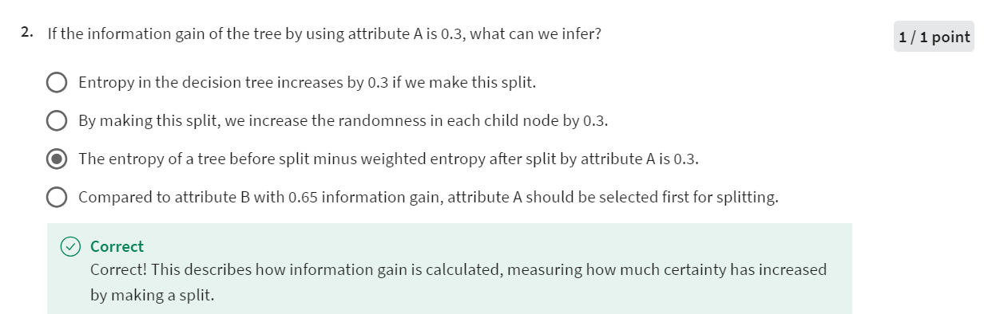 2. If the information gain of the tree by using attribute A is 0.3, what can we infer?
1 / 1 point
Entropy in the decision tree increases by 0.3 if we make this split.
By making this split, we increase the randomness in each child node by 0.3.
The entropy of a tree before split minus weighted entropy after split by attribute A is 0.3.
Compared to attribute B with 0.65 information gain, attribute A should be selected first for splitting.
Correct
Correct! This describes how information gain is calculated, measuring how much certainty has increased
by making a split.